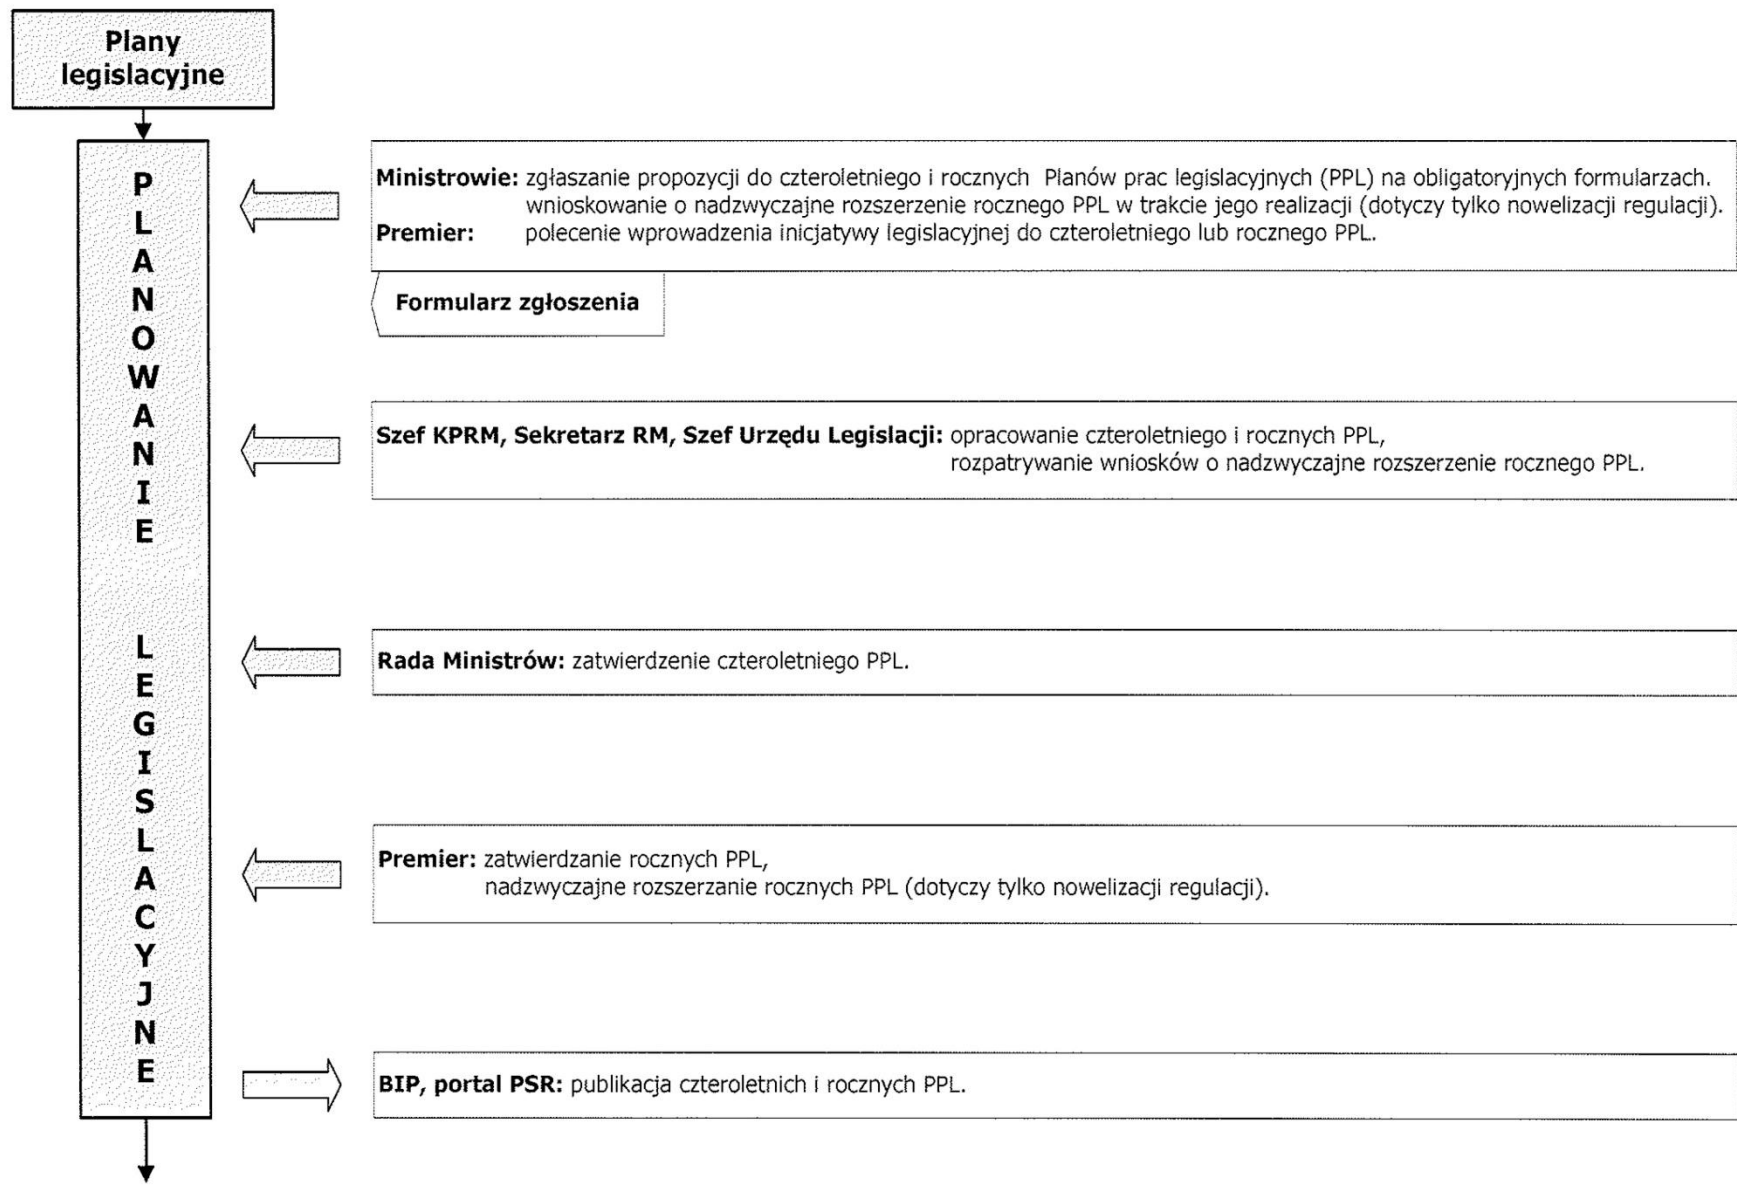 Plany
legislacyjne
PLANOWANIE
LEGISLACYJNE
Ministrowie: zgłaszanie propozycji do czteroletniego i rocznych Planów prac legislacyjnych (PPL) na obligatoryjnych formularzach.
wnioskowanie o nadzwyczajne rozszerzenie rocznego PPL w trakcie jego realizacji (dotyczy tylko nowelizacji regulacji).
Premier: polecenie wprowadzenia inicjatywy legislacyjnej do czteroletniego lub rocznego PPL.
Formularz zgłoszenia
Szef KPRM, Sekretarz RM, Szef Urzędu Legislacji: opracowanie czteroletniego i rocznych PPL,
rozpatrywanie wniosków o nadzwyczajne rozszerzenie rocznego PPL.
Rada Ministrów: zatwierdzenie czteroletniego PPL.
Premier: zatwierdzanie rocznych PPL,
nadzwyczajne rozszerzanie rocznych PPL (dotyczy tylko nowelizacji regulacji).
BIP, portal PSR: publikacja czteroletnich i rocznych PPL.